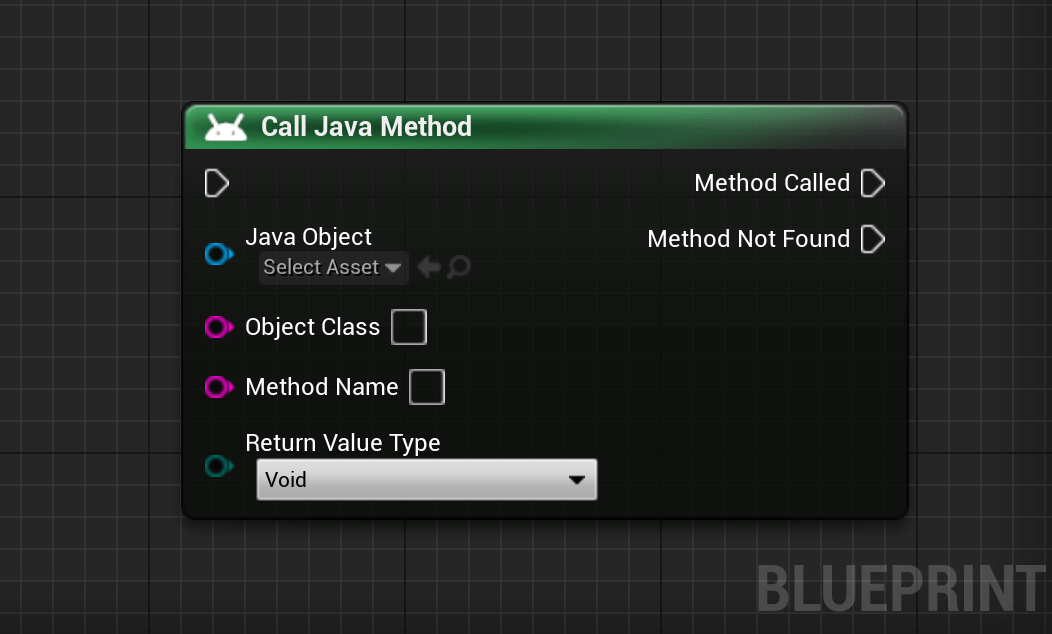 Call Java Method
Method Called
Java Object
Method Not Found
Select Asset
Object Class
Method Name
Return Value Type
Void
BLUEPRINT